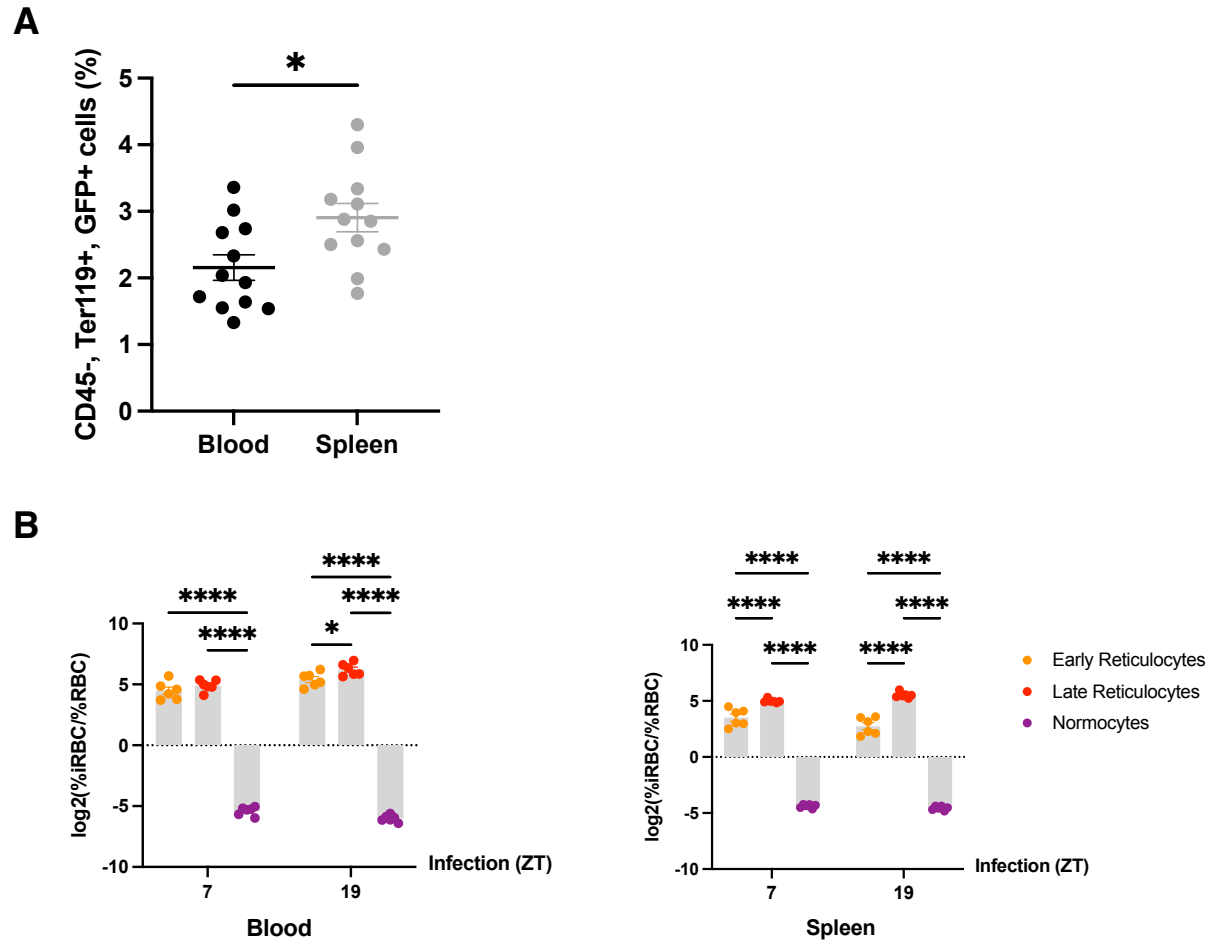 A
CD45-, Ter119+, GFP+ cells (%)
5
4
3
2
1
0
*
Blood
Spleen
B
log2(%iRBC/%RBC)
10
5
0
-5
-10
****
****
****
****
*
7
19
Infection (ZT)
Blood
log2(%iRBC/%RBC)
10
5
0
-5
-10
****
****
****
****
****
****
7
19
Infection (ZT)
Spleen
Early Reticulocytes
Late Reticulocytes
Normocytes